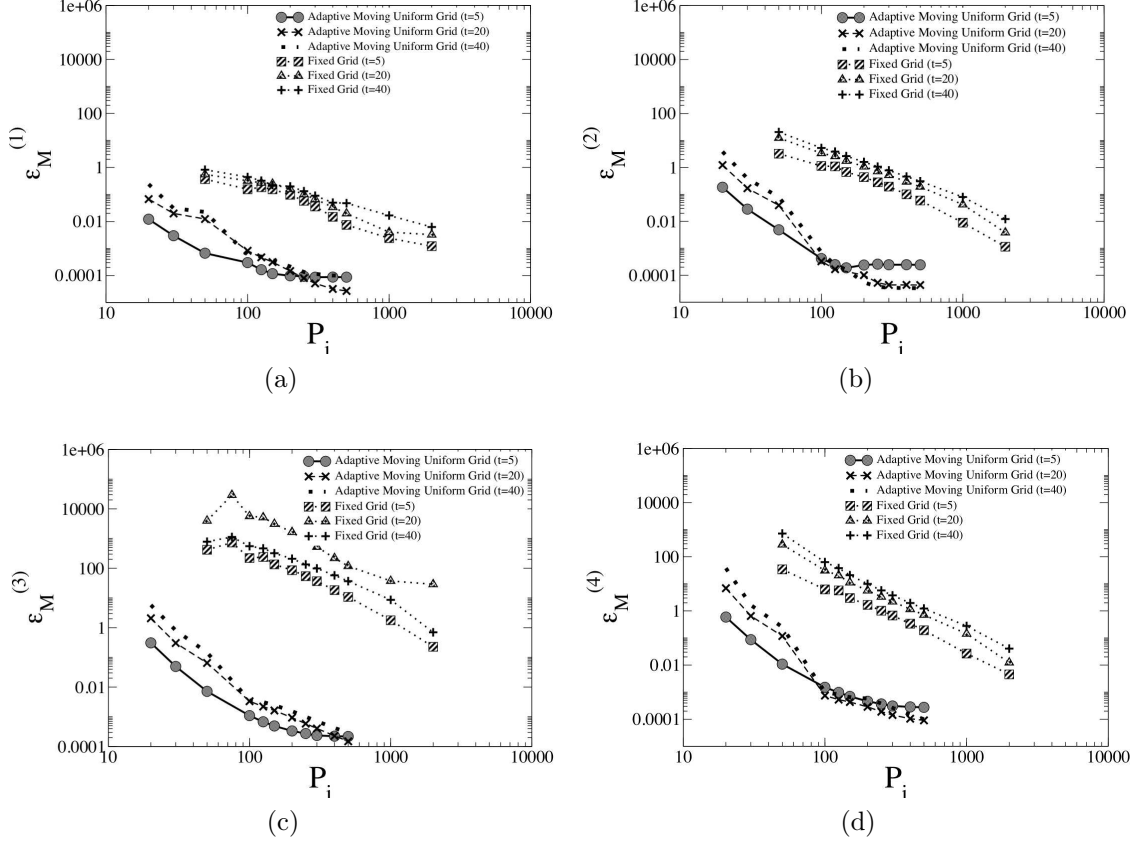 1e+06
10000
100
1
0.01
0.0001
10
100
1000
10000
ε_M^(1)
P_i
Adaptive Moving Uniform Grid (t=5)
Adaptive Moving Uniform Grid (t=20)
Adaptive Moving Uniform Grid (t=40)
Fixed Grid (t=5)
Fixed Grid (t=20)
Fixed Grid (t=40)
(a)
1e+06
10000
100
1
0.01
0.0001
10
100
1000
10000
ε_M^(2)
P_i
Adaptive Moving Uniform Grid (t=5)
Adaptive Moving Uniform Grid (t=20)
Adaptive Moving Uniform Grid (t=40)
Fixed Grid (t=5)
Fixed Grid (t=20)
Fixed Grid (t=40)
(b)
1e+06
10000
100
1
0.01
0.0001
10
100
1000
10000
ε_M^(3)
P_i
Adaptive Moving Uniform Grid (t=5)
Adaptive Moving Uniform Grid (t=20)
Adaptive Moving Uniform Grid (t=40)
Fixed Grid (t=5)
Fixed Grid (t=20)
Fixed Grid (t=40)
(c)
1e+06
10000
100
1
0.01
0.0001
10
100
1000
10000
ε_M^(4)
P_i
Adaptive Moving Uniform Grid (t=5)
Adaptive Moving Uniform Grid (t=20)
Adaptive Moving Uniform Grid (t=40)
Fixed Grid (t=5)
Fixed Grid (t=20)
Fixed Grid (t=40)
(d)